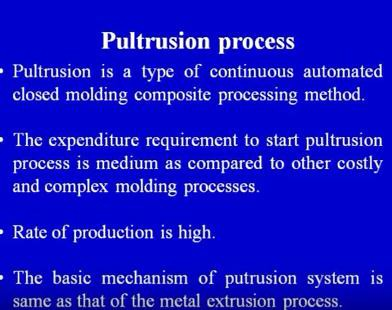 Pultrusion process
• Pultrusion is a type of continuous automated
closed molding composite processing method.
• The expenditure requirement to start pultrusion
process is medium as compared to other costly
and complex molding processes.
• Rate of production is high.
• The basic mechanism of putrusion system is
same as that of the metal extrusion process.